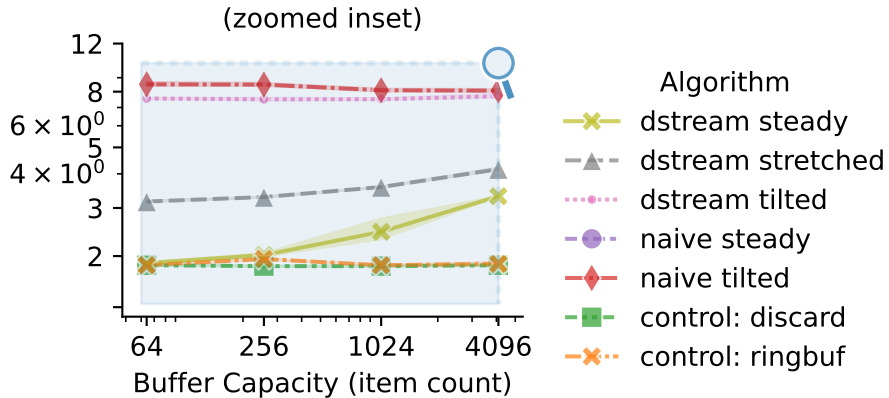 (zoomed inset)
12
8
6 × 10⁰
5
4 × 10⁰
3
2
64 256 1024 4096
Buffer Capacity (item count)
Algorithm
dstream steady
dstream stretched
dstream tilted
naive steady
naive tilted
control: discard
control: ringbuf